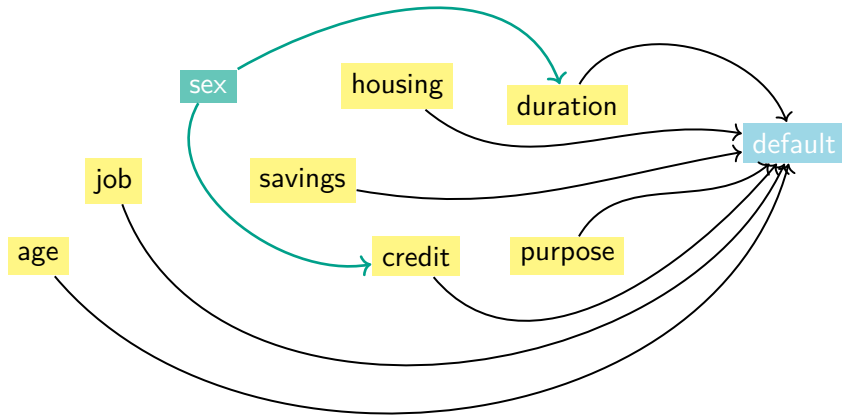 sex
housing
duration
default
job
savings
age
credit
purpose